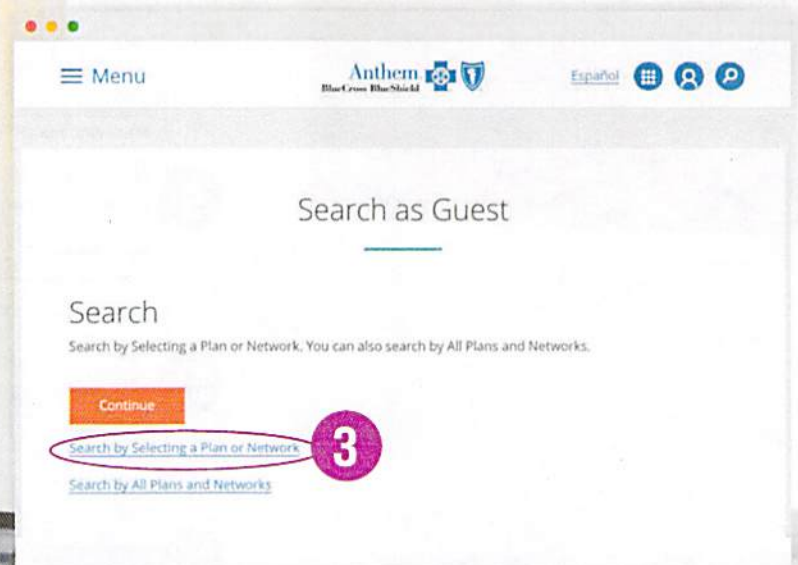 Menu
Anthem
BlueCross BlueShield
Español
Search as Guest
Search
Search by Selecting a Plan or Network. You can also search by All Plans and Networks.
Continue
Search by Selecting a Plan or Network
3
Search by All Plans and Networks